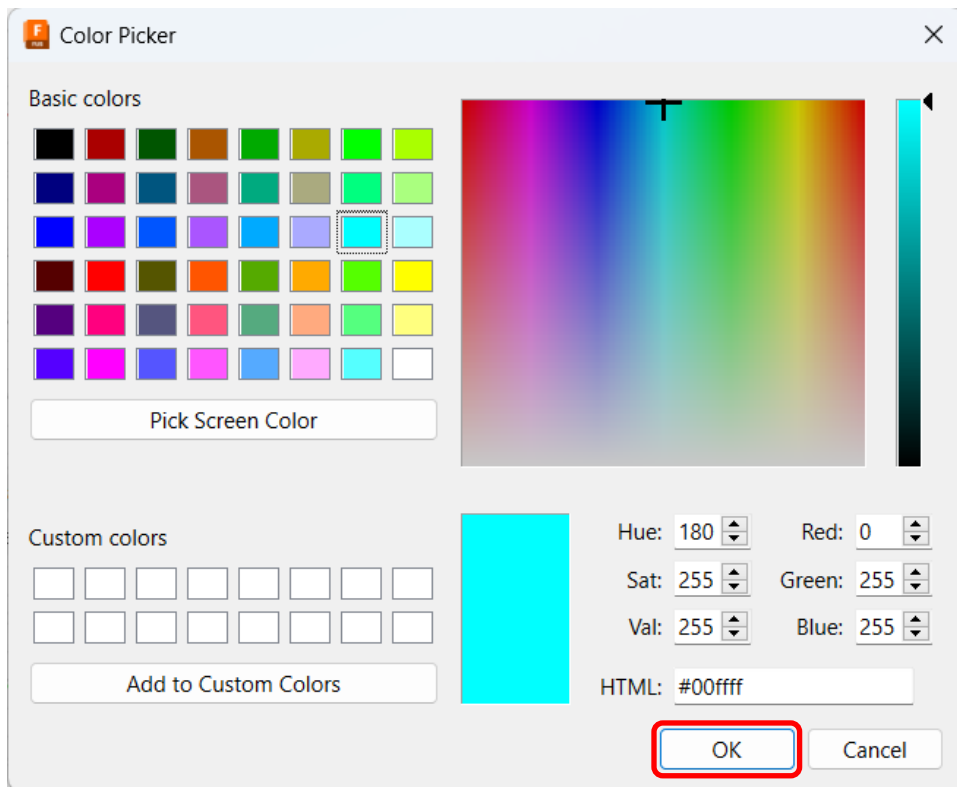 Color Picker
Basic colors
Pick Screen Color
Custom colors
Add to Custom Colors
Hue: 180 Red: 0
Sat: 255 Green: 255
Val: 255 Blue: 255
HTML: #00ffff
OK Cancel